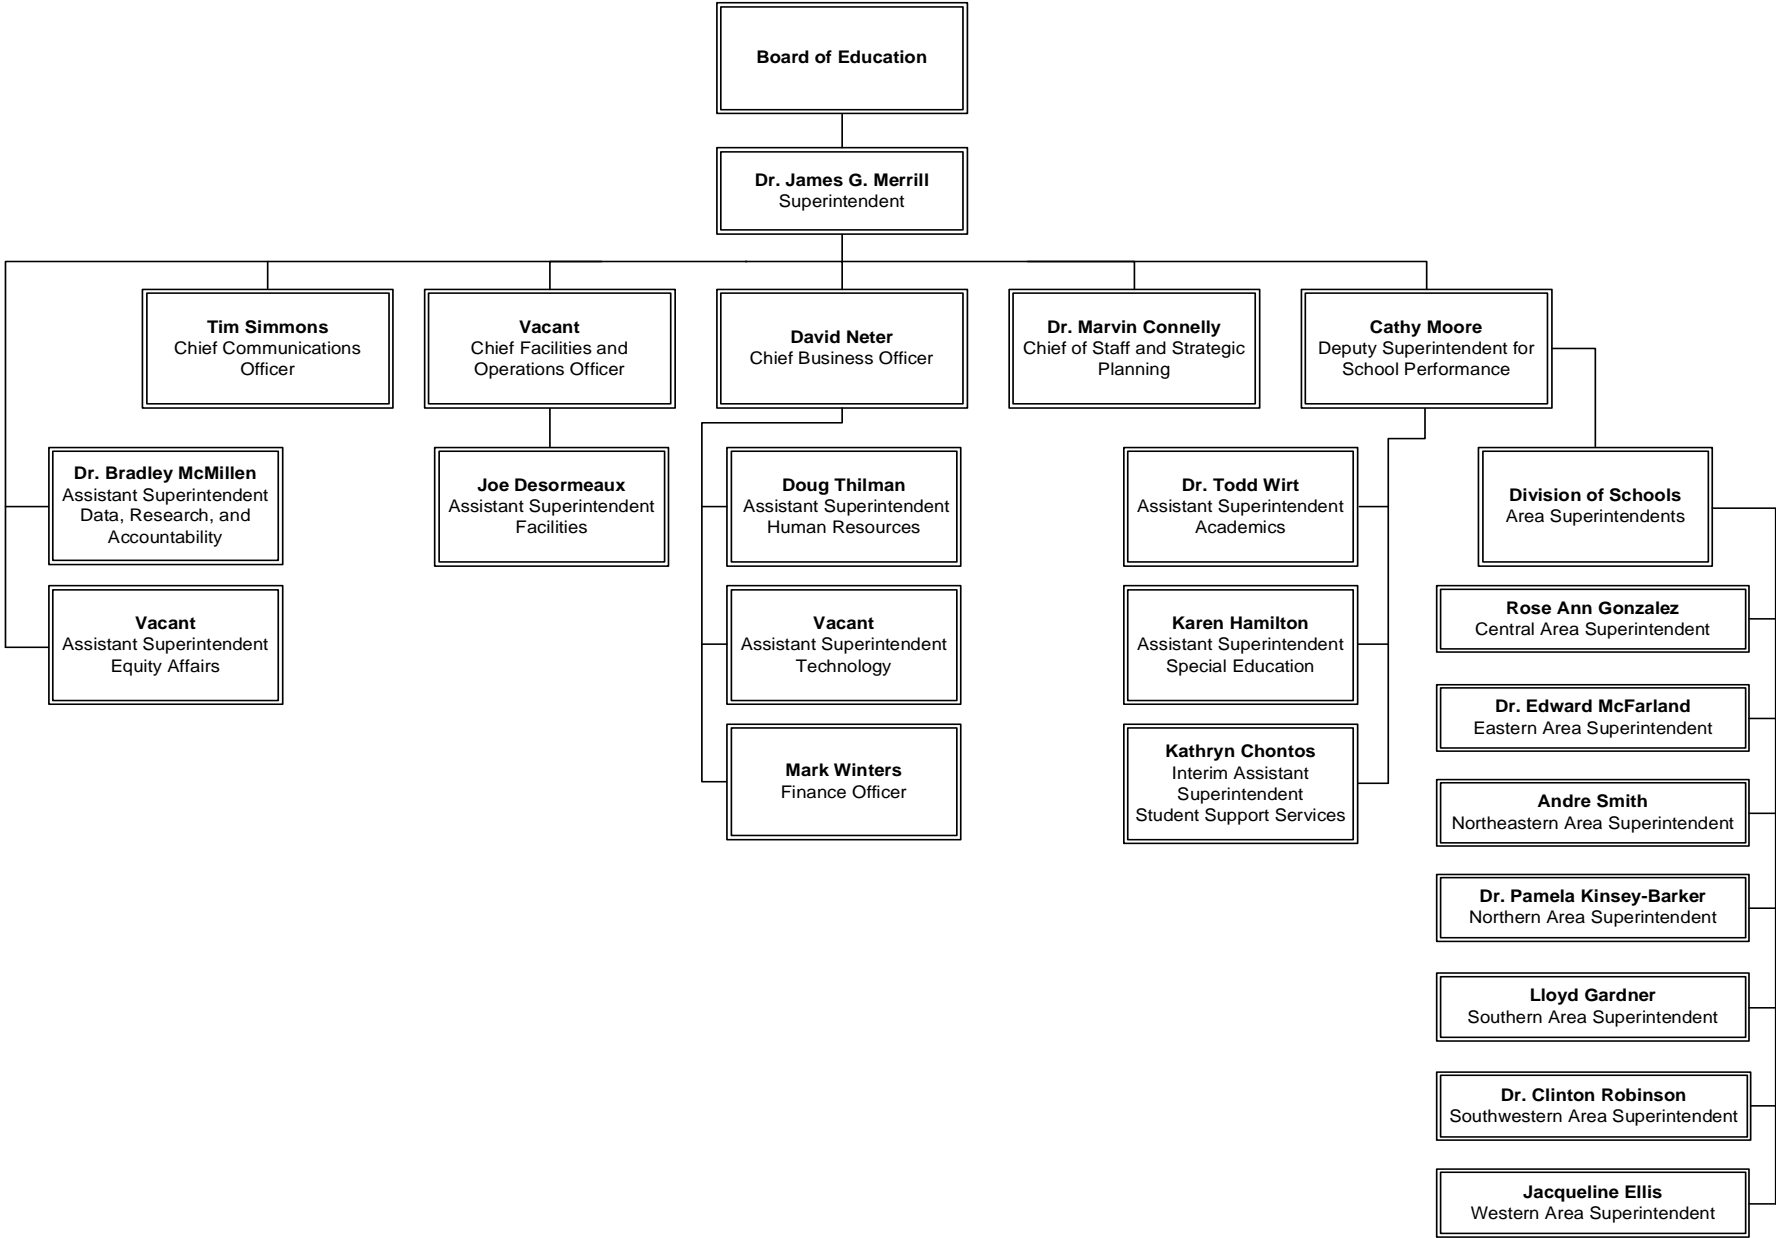 Board of Education
Dr. James G. Merrill
Superintendent
Tim Simmons
Chief Communications
Officer
Vacant
Chief Facilities and
Operations Officer
David Neter
Chief Business Officer
Dr. Marvin Connelly
Chief of Staff and Strategic
Planning
Cathy Moore
Deputy Superintendent for
School Performance
Dr. Bradley McMillen
Assistant Superintendent
Data, Research, and
Accountability
Vacant
Assistant Superintendent
Equity Affairs
Joe Desormeaux
Assistant Superintendent
Facilities
Doug Thilman
Assistant Superintendent
Human Resources
Vacant
Assistant Superintendent
Technology
Mark Winters
Finance Officer
Dr. Todd Wirt
Assistant Superintendent
Academics
Karen Hamilton
Assistant Superintendent
Special Education
Kathryn Chontos
Interim Assistant
Superintendent
Student Support Services
Division of Schools
Area Superintendents
Rose Ann Gonzalez
Central Area Superintendent
Dr. Edward McFarland
Eastern Area Superintendent
Andre Smith
Northeastern Area Superintendent
Dr. Pamela Kinsey-Barker
Northern Area Superintendent
Lloyd Gardner
Southern Area Superintendent
Dr. Clinton Robinson
Southwestern Area Superintendent
Jacqueline Ellis
Western Area Superintendent